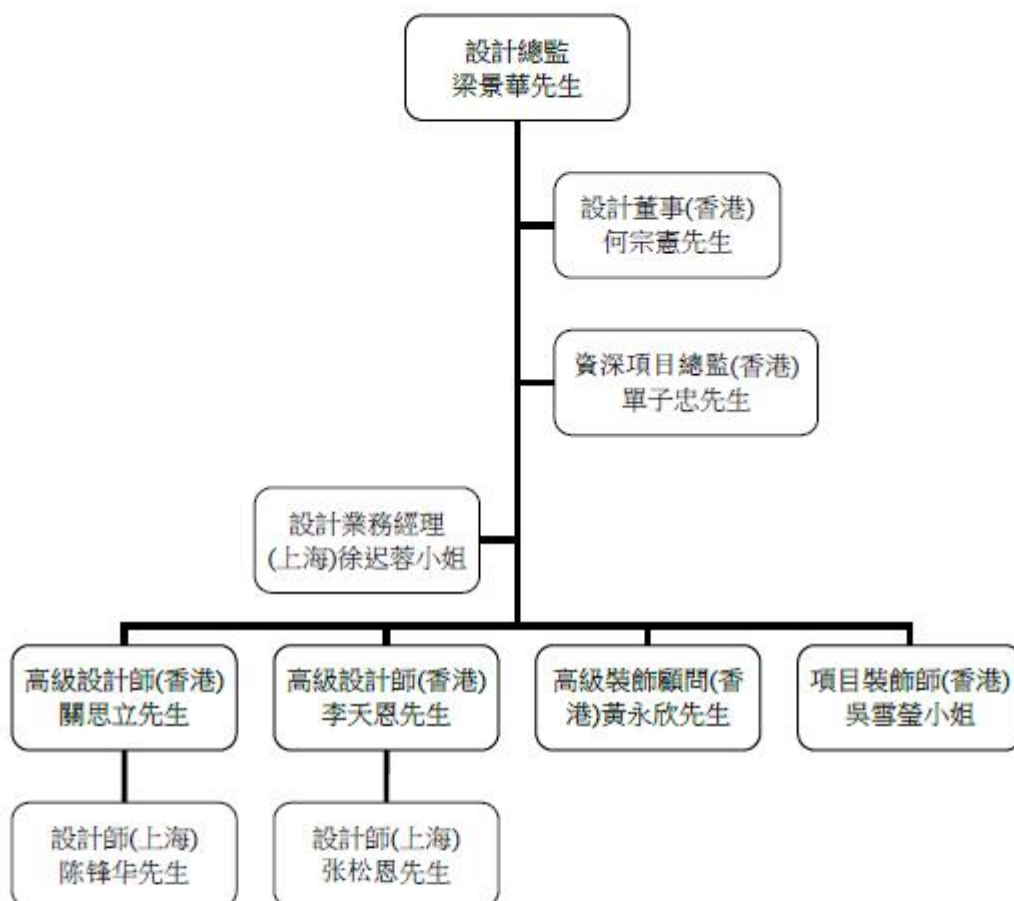 設計總監
梁景華先生
設計董事(香港)
何宗憲先生
資深項目總監(香港)
單子忠先生
設計業務經理
(上海)徐迟蓉小姐
高級設計師(香港)
關思立先生
高級設計師(香港)
李天恩先生
高級裝飾顧問(香
港)黃永欣先生
項目裝飾師(香港)
吳雪瑩小姐
設計師(上海)
陈锋华先生
設計師(上海)
张松恩先生